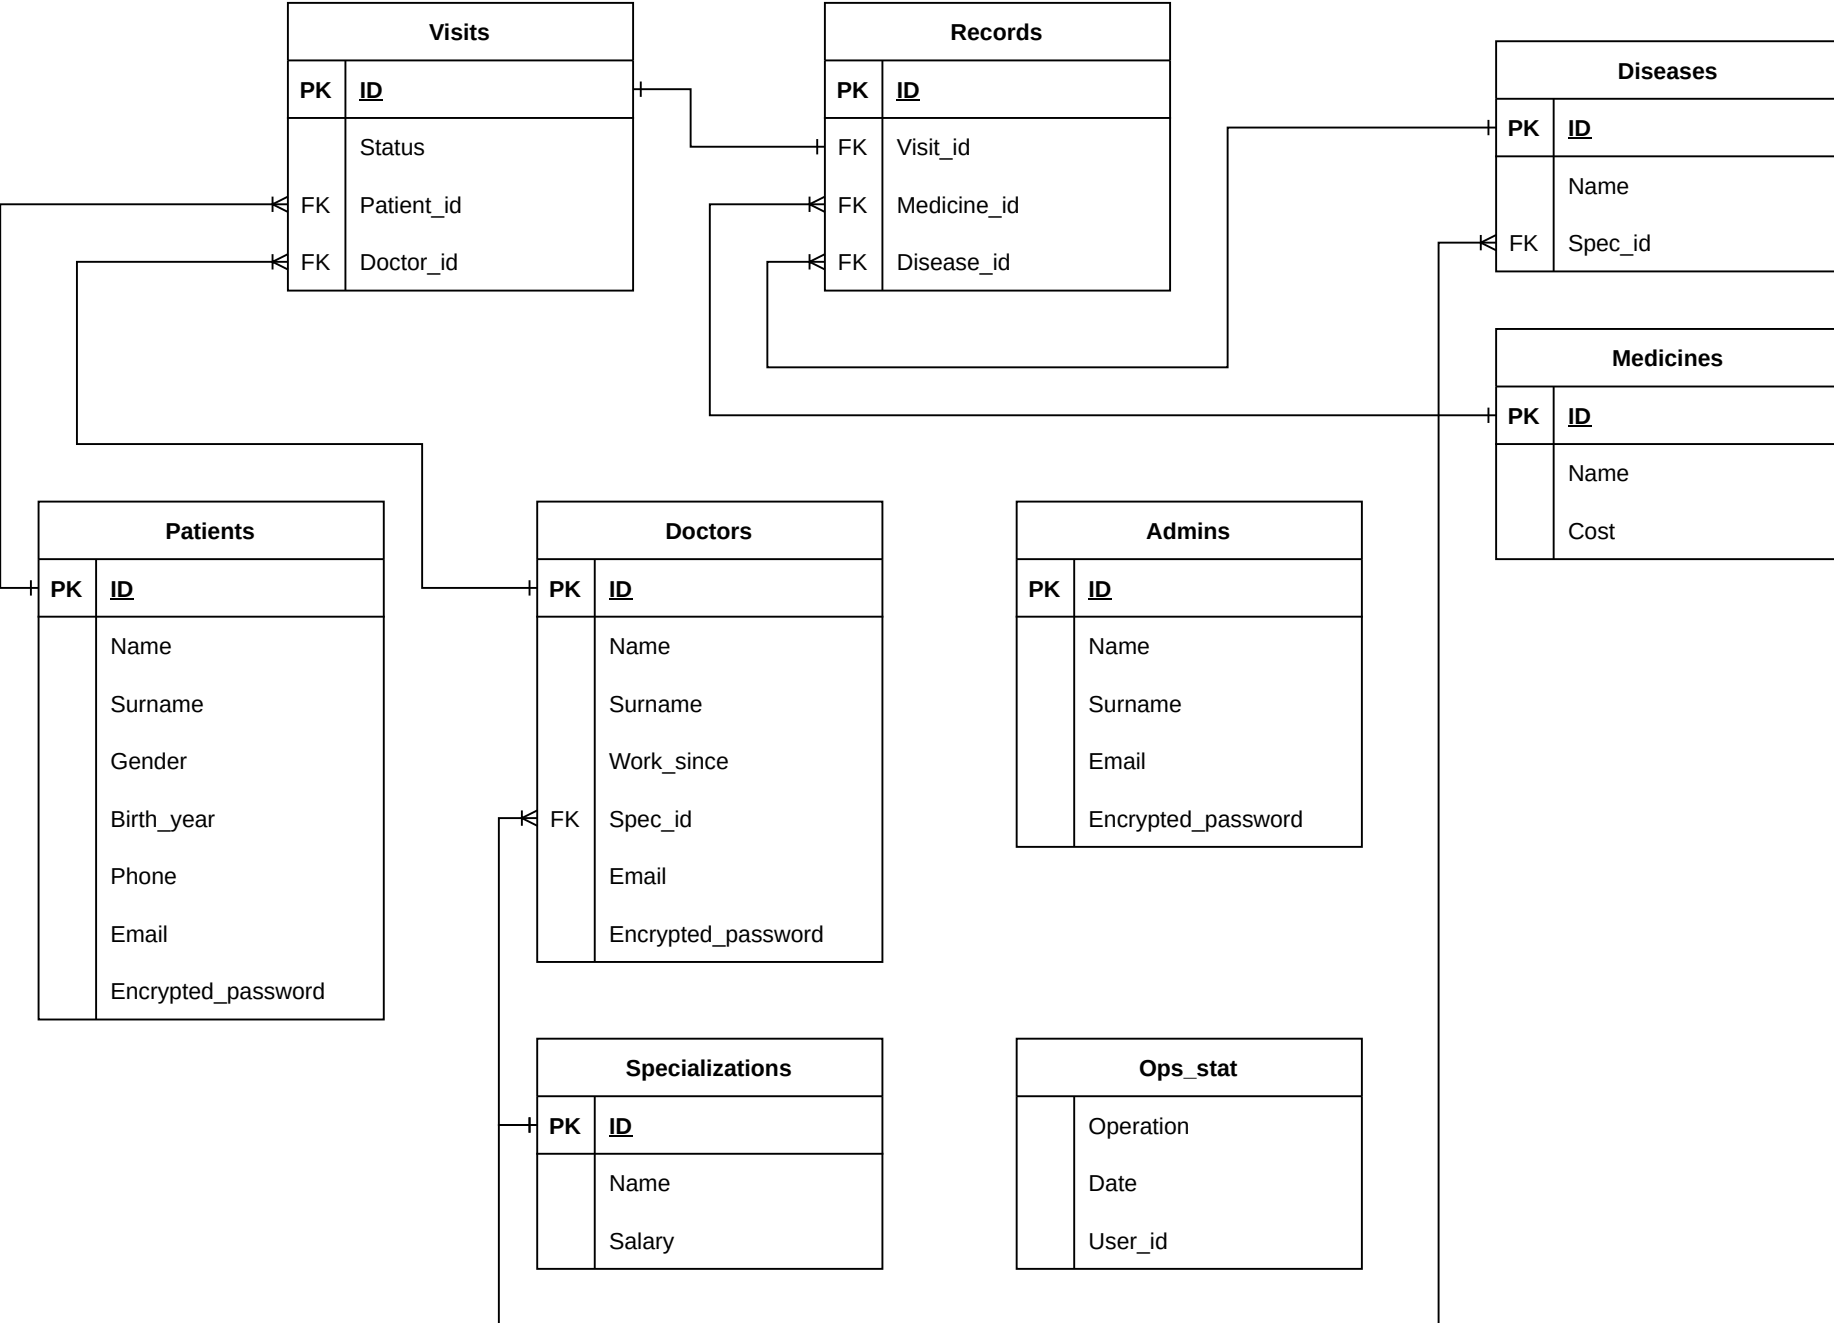 Visits
PK ID
Status
FK Patient_id
FK Doctor_id
Records
PK ID
FK Visit_id
FK Medicine_id
FK Disease_id
Diseases
PK ID
Name
FK Spec_id
Medicines
PK ID
Name
Cost
Patients
PK ID
Name
Surname
Gender
Birth_year
Phone
Email
Encrypted_password
Doctors
PK ID
Name
Surname
Work_since
FK Spec_id
Email
Encrypted_password
Admins
PK ID
Name
Surname
Email
Encrypted_password
Specializations
PK ID
Name
Salary
Ops_stat
Operation
Date
User_id